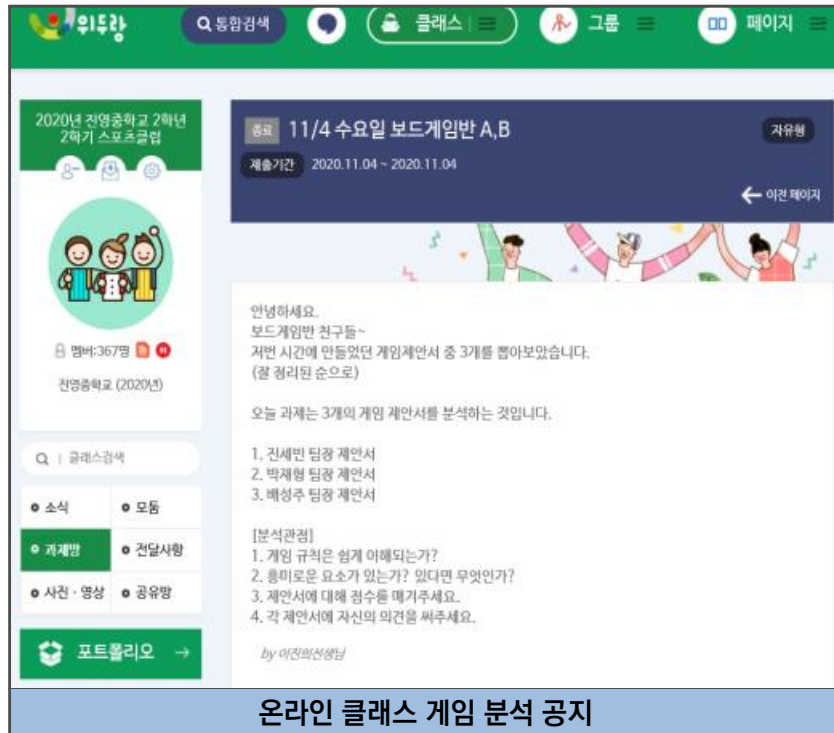 위두랑
통합검색
클래스
그룹
페이지
2020년 진영중학교 2학년
2학기 스포츠클럽
멤버:367명 H
진영중학교 (2020년)
클래스검색
소식
모둠
과제방
전달사항
사진 · 영상
공유방
포트폴리오 →
종료 11/4 수요일 보드게임반 A,B
자유형
제출기간 2020.11.04 ~ 2020.11.04
← 이전 페이지
안녕하세요.
보드게임반 친구들~
저번 시간에 만들었던 게임제안서 중 3개를 뽑아보았습니다.
(잘 정리된 순으로)
오늘 과제는 3개의 게임 제안서를 분석하는 것입니다.
1. 진세빈 팀장 제안서
2. 박재형 팀장 제안서
3. 배성주 팀장 제안서
[분석관점]
1. 게임 규칙은 쉽게 이해되는가?
2. 흥미로운 요소가 있는가? 있다면 무엇인가?
3. 제안서에 대해 점수를 매겨주세요.
4. 각 제안서에 자신의 의견을 써주세요.
by 이진희선생님
온라인 클래스 게임 분석 공지